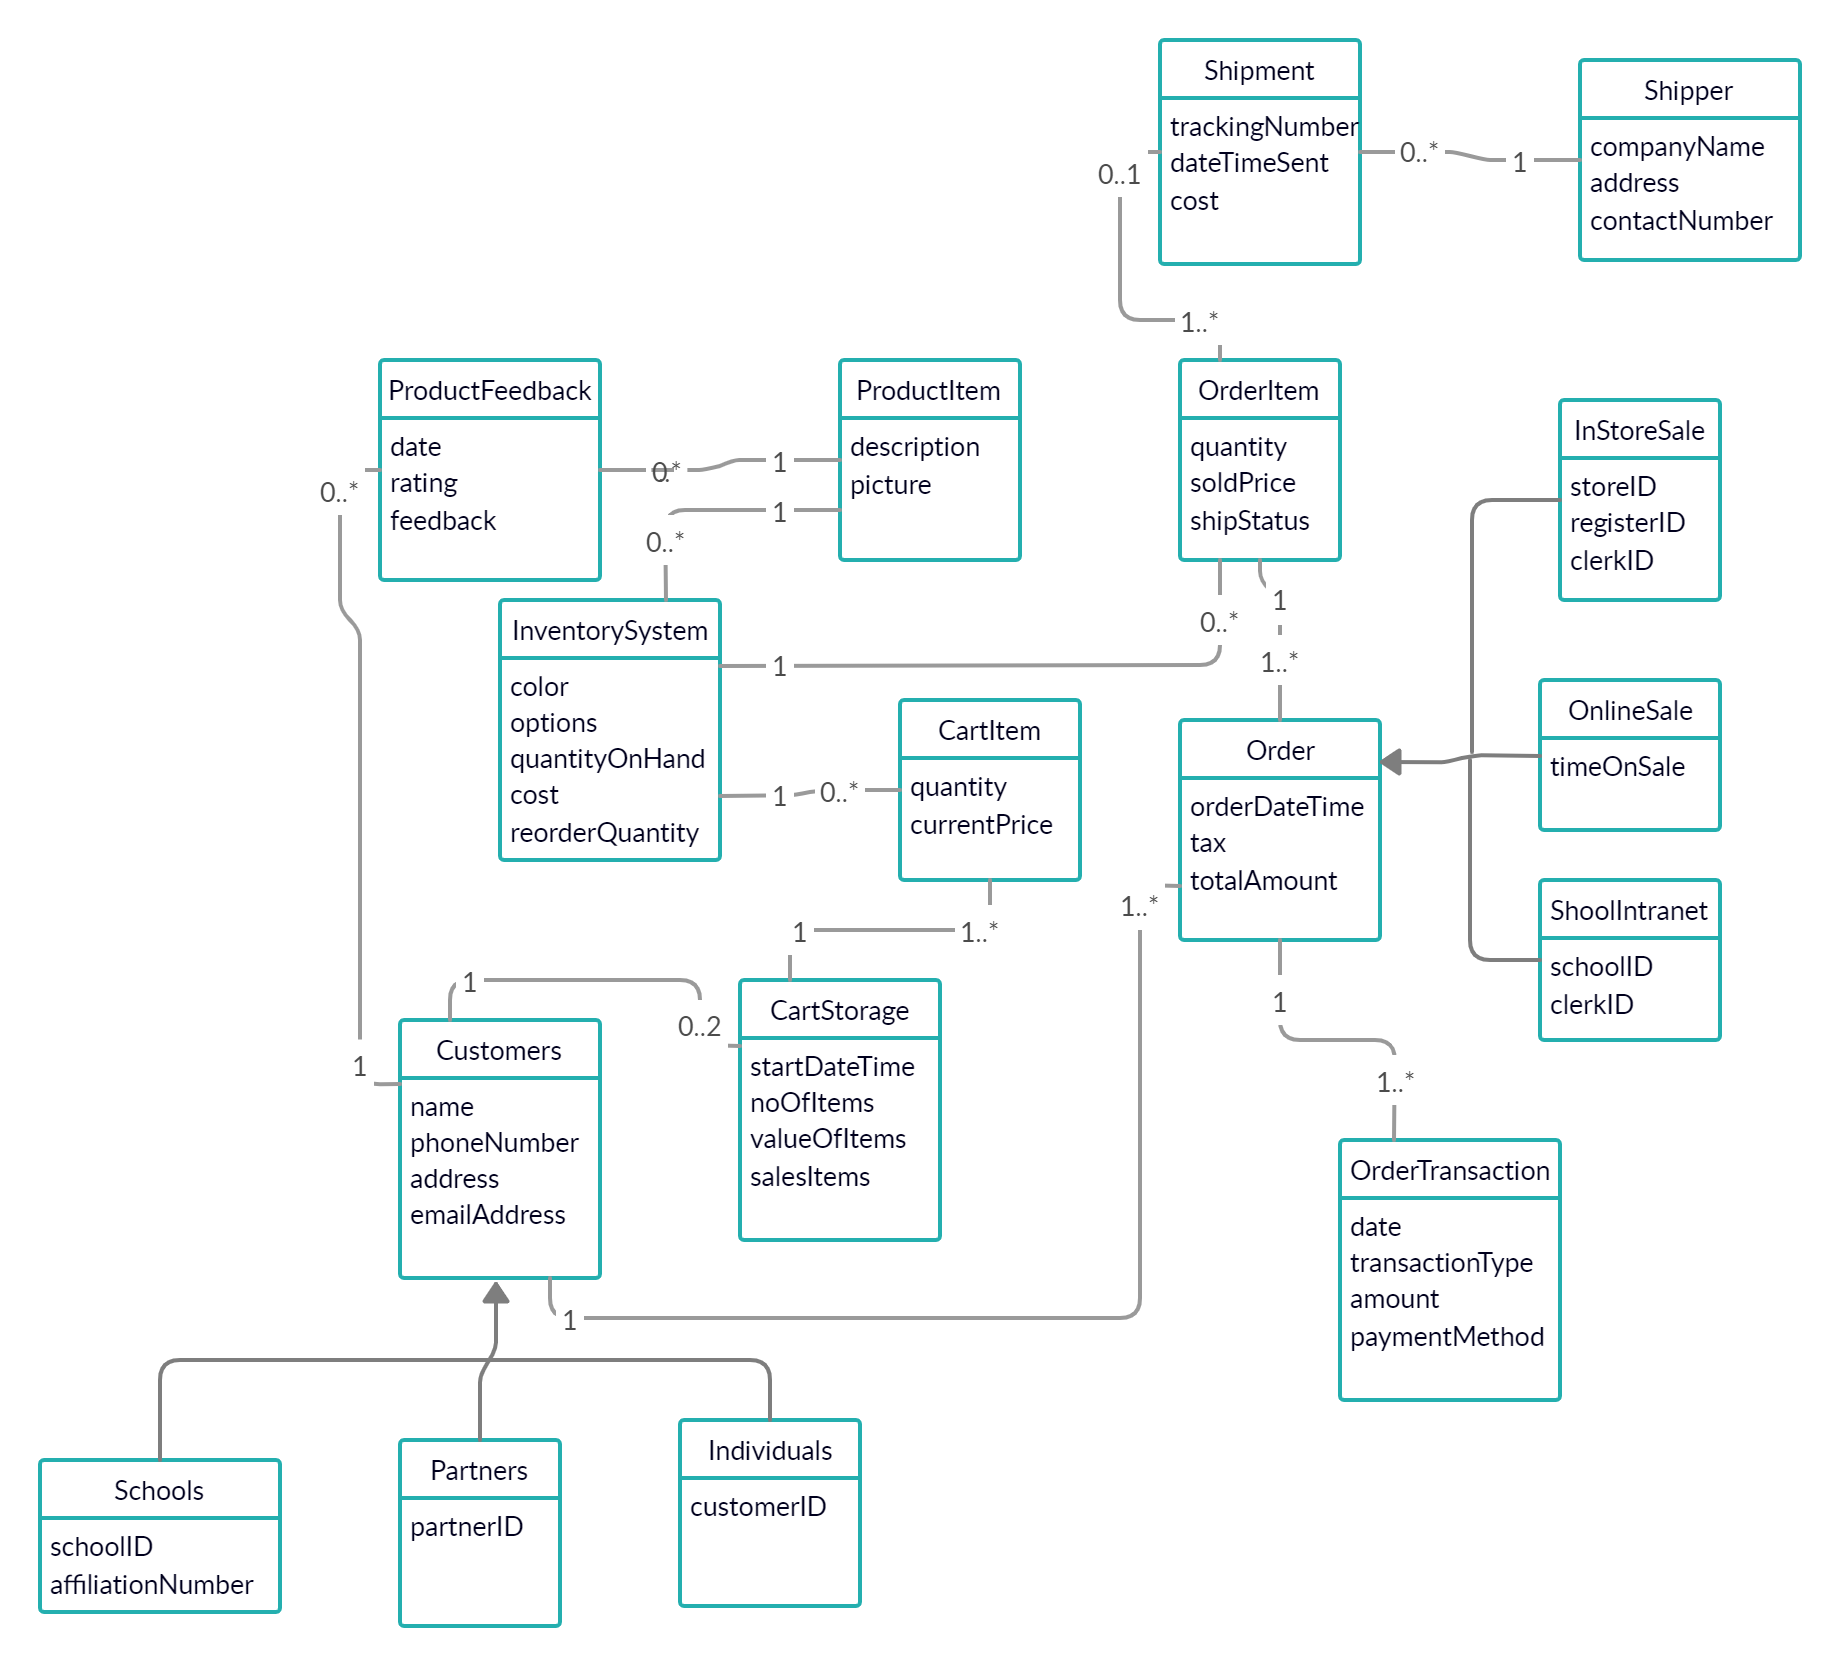 Shipment
trackingNumber
dateTimeSent
cost
Shipper
companyName
address
contactNumber
0..*
1
0..1
1..*
ProductFeedback
date
rating
feedback
ProductItem
description
picture
OrderItem
quantity
soldPrice
shipStatus
InStoreSale
storeID
registerID
clerkID
0..*
0.*
1
1
0..*
0..*
1
1..*
InventorySystem
color
options
quantityOnHand
cost
reorderQuantity
1
1
0..*
CartItem
quantity
currentPrice
Order
orderDateTime
tax
totalAmount
OnlineSale
timeOnSale
ShoolIntranet
schoolID
clerkID
1
1..*
1..*
1
0..2
1
1
1..*
Customers
name
phoneNumber
address
emailAddress
CartStorage
startDateTime
noOfItems
valueOfItems
salesItems
OrderTransaction
date
transactionType
amount
paymentMethod
1
Schools
schoolID
affiliationNumber
Partners
partnerID
Individuals
customerID